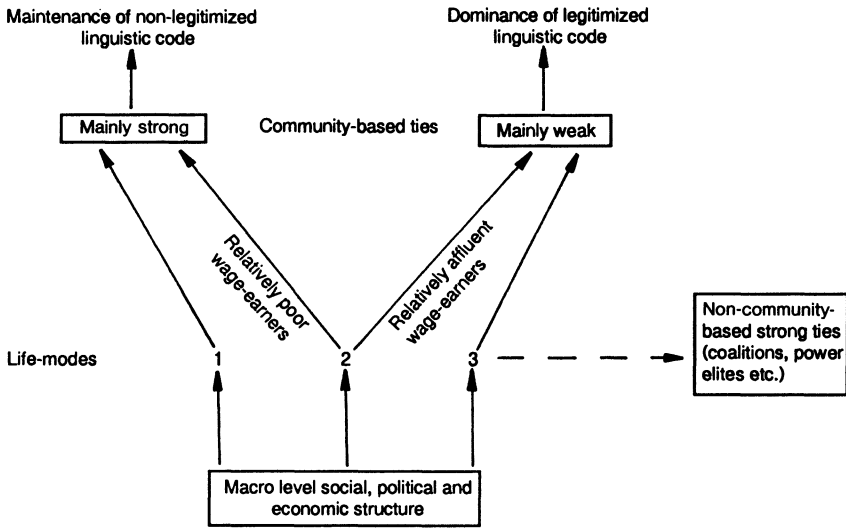 Maintenance of non-legitimized
linguistic code
Dominance of legitimized
linguistic code
Mainly strong
Community-based ties
Mainly weak
Relatively poor
wage-earners
Relatively affluent
wage-earners
Life-modes
1
2
3
Non-community-
based strong ties
(coalitions, power
elites etc.)
Macro level social, political and
economic structure